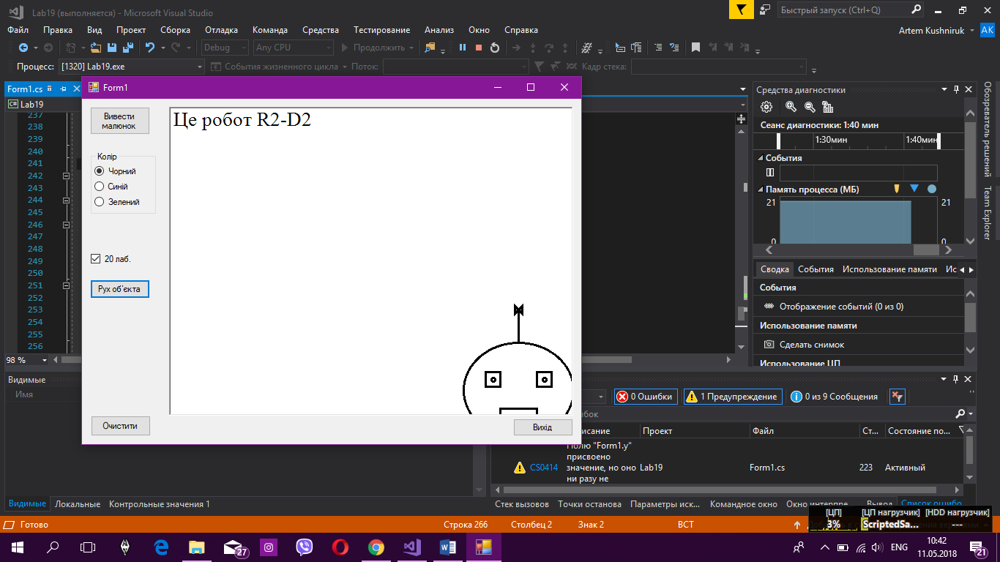 Lab19 (выполняется) - Microsoft Visual Studio
Быстрый запуск (Ctrl+Q)
Файл Правка Вид Проект Сборка Отладка Команда Средства Тестирование Анализ Окно Справка
Artem Kushniruk AK
Debug Any CPU Продолжить
Процесс: [1320] Lab19.exe События жизненного цикла Поток: Кадр стека:
Form1.cs
C# Lab19
237
238
239
240
241
242
243
244
245
246
247
248
249
250
251
252
253
254
255
256
98 %
Form1
Вивести
малюнок
Колір
Чорний
Синій
Зелений
20 лаб.
Рух об'єкта
Очистити
Це робот R2-D2
Вихід
Средства диагностики
Сеанс диагностики: 1:40 мин
1:30мин 1:40мин
События
Память процесса (МБ)
21 21
0 0
Сводка События Использование памяти Ис
События
Отображение событий (0 из 0)
Использование памяти
Сделать снимок
Использование ЦП
Обозреватель решений
Team Explorer
Видимые
Имя
0 Ошибки 1 Предупреждение 0 из 9 Сообщения
Проект Файл Ст... Состояние по...
CS0414
Полю "Form1.y"
присвоено
значение, но оно
ни разу не
Lab19 Form1.cs 223 Активный
Видимые Локальные Контрольные значения 1
Стек вызовов Точки останова Параметры иск... Командное окно Окно интерпре Вывод Список ошибо
Готово Строка 266 Столбец 2 Знак 2 ВСТ
[ЦП] [ЦП нагрузчик] [HDD нагрузчик]
3% ScriptedSa... ---
27
ENG
10:42
11.05.2018
21